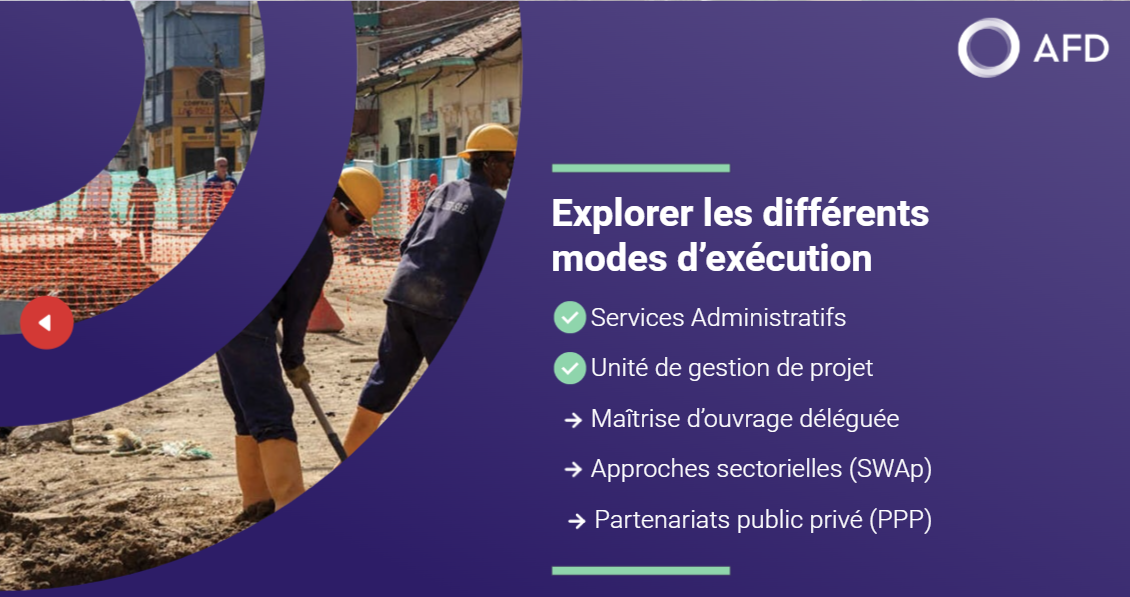 AFD
Explorer les différents
modes d’exécution
Services Administratifs
Unité de gestion de projet
Maîtrise d’ouvrage déléguée
Approches sectorielles (SWAp)
Partenariats public privé (PPP)